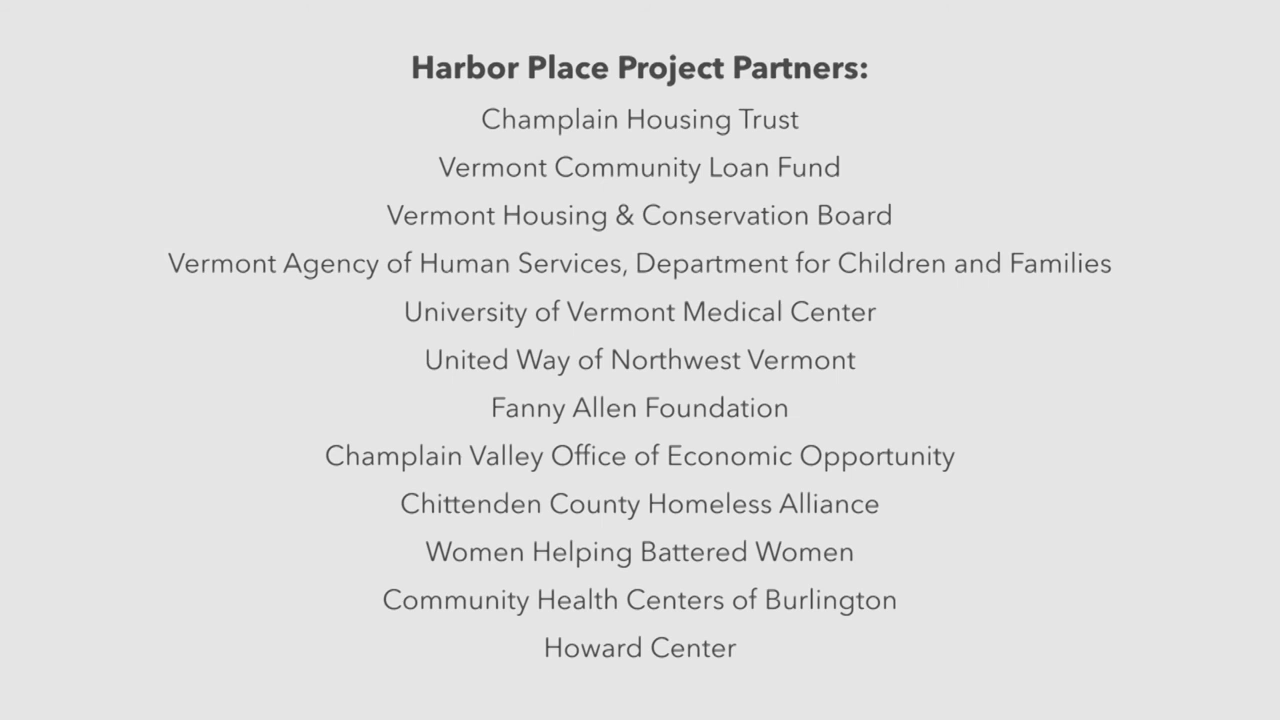 Harbor Place Project Partners:
Champlain Housing Trust
Vermont Community Loan Fund
Vermont Housing & Conservation Board
Vermont Agency of Human Services, Department for Children and Families
University of Vermont Medical Center
United Way of Northwest Vermont
Fanny Allen Foundation
Champlain Valley Office of Economic Opportunity
Chittenden County Homeless Alliance
Women Helping Battered Women
Community Health Centers of Burlington
Howard Center